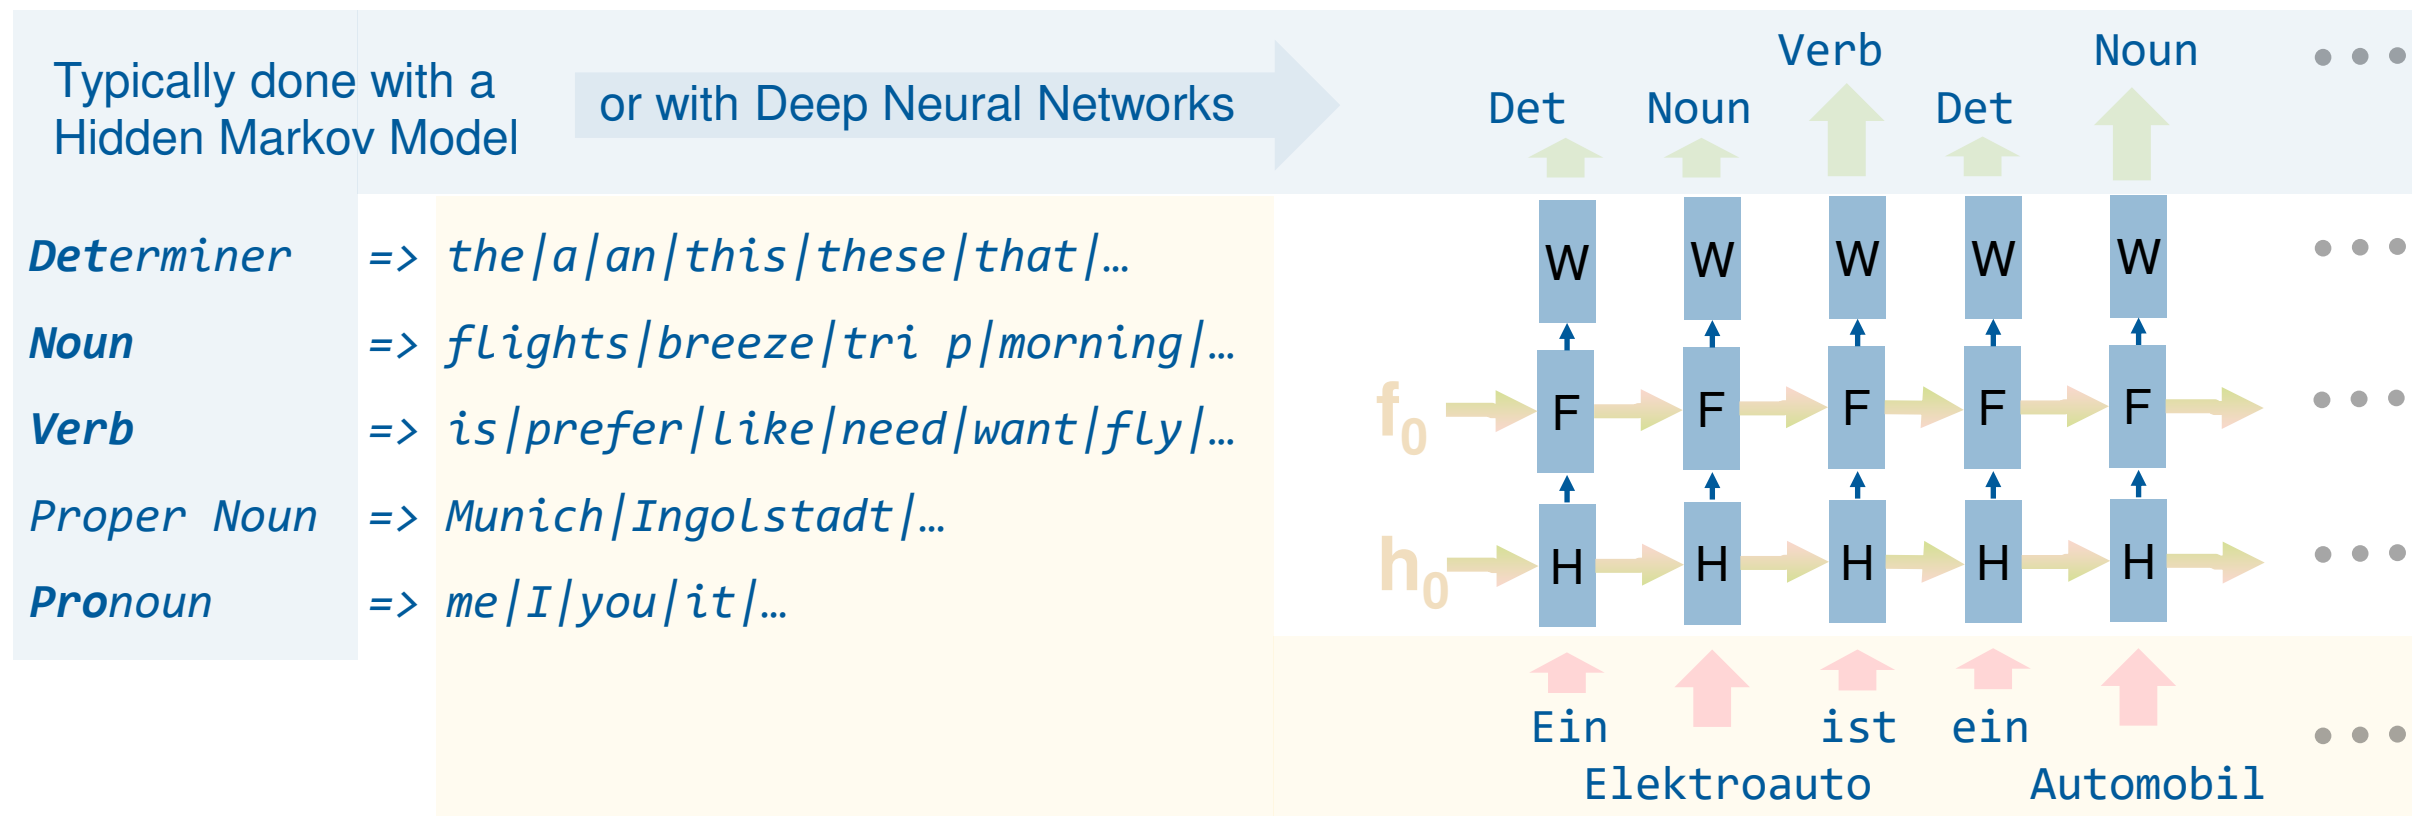 Typically done with a
Hidden Markov Model
or with Deep Neural Networks
Verb Noun
Det Noun Det
Determiner => the|a|an|this|these|that|…
Noun => flights|breeze|tri p|morning|…
Verb => is|prefer|like|need|want|fly|…
Proper Noun => Munich|Ingolstadt|…
Pronoun => me|I|you|it|…
W W W W W
f0 F F F F F
h0 H H H H H
Ein ist ein
Elektroauto Automobil